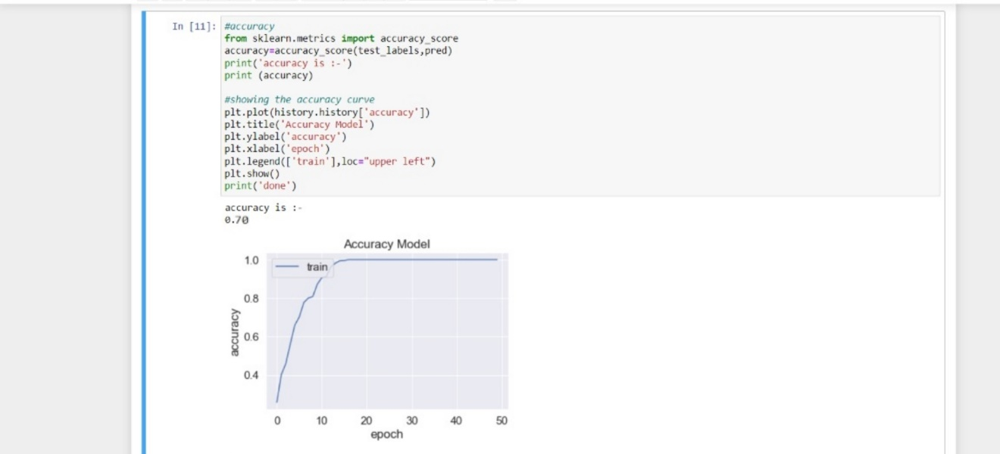 In [11]: #accuracy
from sklearn.metrics import accuracy_score
accuracy=accuracy_score(test_labels,pred)
print('accuracy is :-')
print (accuracy)
#showing the accuracy curve
plt.plot(history.history['accuracy'])
plt.title('Accuracy Model')
plt.ylabel('accuracy')
plt.xlabel('epoch')
plt.legend(['train'],loc="upper left")
plt.show()
print('done')
accuracy is :-
0.70
Accuracy Model
train
1.0
0.8
0.6
0.4
accuracy
0 10 20 30 40 50
epoch